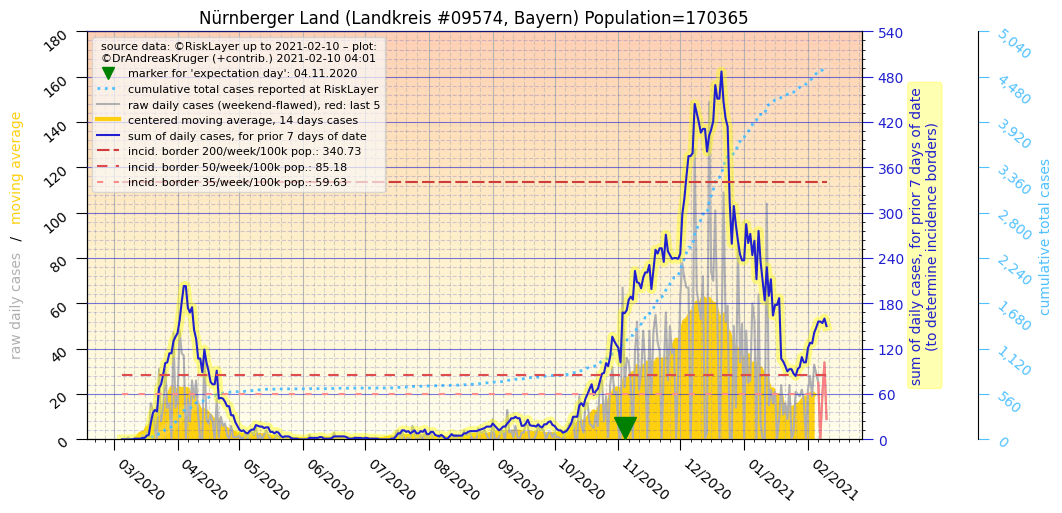 Nürnberger Land (Landkreis #09574, Bayern) Population=170365
source data: ©RiskLayer up to 2021-02-10 – plot:
©DrAndreasKruger (+contrib.) 2021-02-10 04:01
marker for 'expectation day': 04.11.2020
cumulative total cases reported at RiskLayer
raw daily cases (weekend-flawed), red: last 5
centered moving average, 14 days cases
sum of daily cases, for prior 7 days of date
incid. border 200/week/100k pop.: 340.73
incid. border 50/week/100k pop.: 85.18
incid. border 35/week/100k pop.: 59.63
raw daily cases / moving average
180
160
140
120
100
80
60
40
20
0
03/2020
04/2020
05/2020
06/2020
07/2020
08/2020
09/2020
10/2020
11/2020
12/2020
01/2021
02/2021
540
480
420
360
300
240
180
120
60
0
sum of daily cases, for prior 7 days of date
(to determine incidence borders)
5,040
4,480
3,920
3,360
2,800
2,240
1,680
1,120
560
0
cumulative total cases